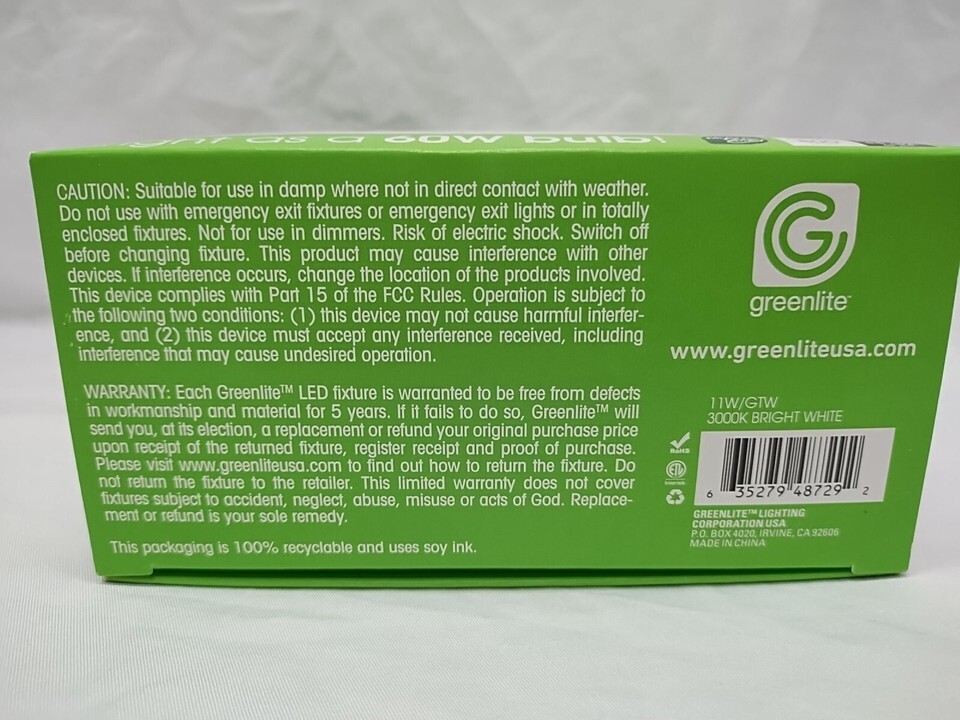 as a 60W bulb!
CAUTION: Suitable for use in damp where not in direct contact with weather.
Do not use with emergency exit fixtures or emergency exit lights or in totally
enclosed fixtures. Not for use in dimmers. Risk of electric shock. Switch off
before changing fixture. This product may cause interference with other
devices. If interference occurs, change the location of the products involved.
This device complies with Part 15 of the FCC Rules. Operation is subject to
the following two conditions: (1) this device may not cause harmful interfer-
ence, and (2) this device must accept any interference received, including
interference that may cause undesired operation.
WARRANTY: Each Greenlite™ LED fixture is warranted to be free from defects
in workmanship and material for 5 years. If it fails to do so, Greenlite™ will
send you, at its election, a replacement or refund your original purchase price
upon receipt of the returned fixture, register receipt and proof of purchase.
Please visit www.greenliteusa.com to find out how to return the fixture. Do
not return the fixture to the retailer. This limited warranty does not cover
fixtures subject to accident, neglect, abuse, misuse or acts of God. Replace-
ment or refund is your sole remedy.
This packaging is 100% recyclable and uses soy ink.
greenlite™
www.greenliteusa.com
11W/GTW
3000K BRIGHT WHITE
RoHS
6 35279 48729 2
GREENLITE™ LIGHTING
CORPORATION USA
P.O. BOX 4020, IRVINE, CA 92606
MADE IN CHINA